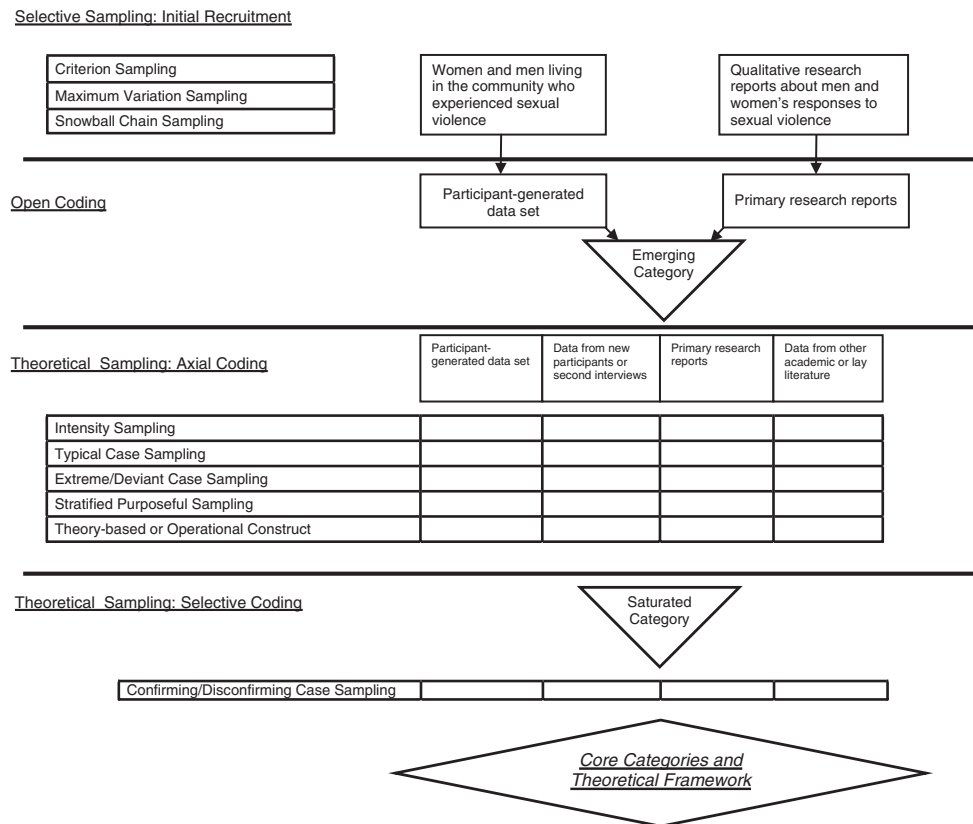 Selective Sampling: Initial Recruitment
Criterion Sampling
Maximum Variation Sampling
Snowball Chain Sampling
Women and men living
in the community who
experienced sexual
violence
Qualitative research
reports about men and
women's responses to
sexual violence
Open Coding
Participant-generated
data set
Primary research reports
Emerging
Category
Theoretical Sampling: Axial Coding
Participant-
generated data set
Data from new
participants or
second interviews
Primary research
reports
Data from other
academic or lay
literature
Intensity Sampling
Typical Case Sampling
Extreme/Deviant Case Sampling
Stratified Purposeful Sampling
Theory-based or Operational Construct
Theoretical Sampling: Selective Coding
Saturated
Category
Confirming/Disconfirming Case Sampling
Core Categories and
Theoretical Framework